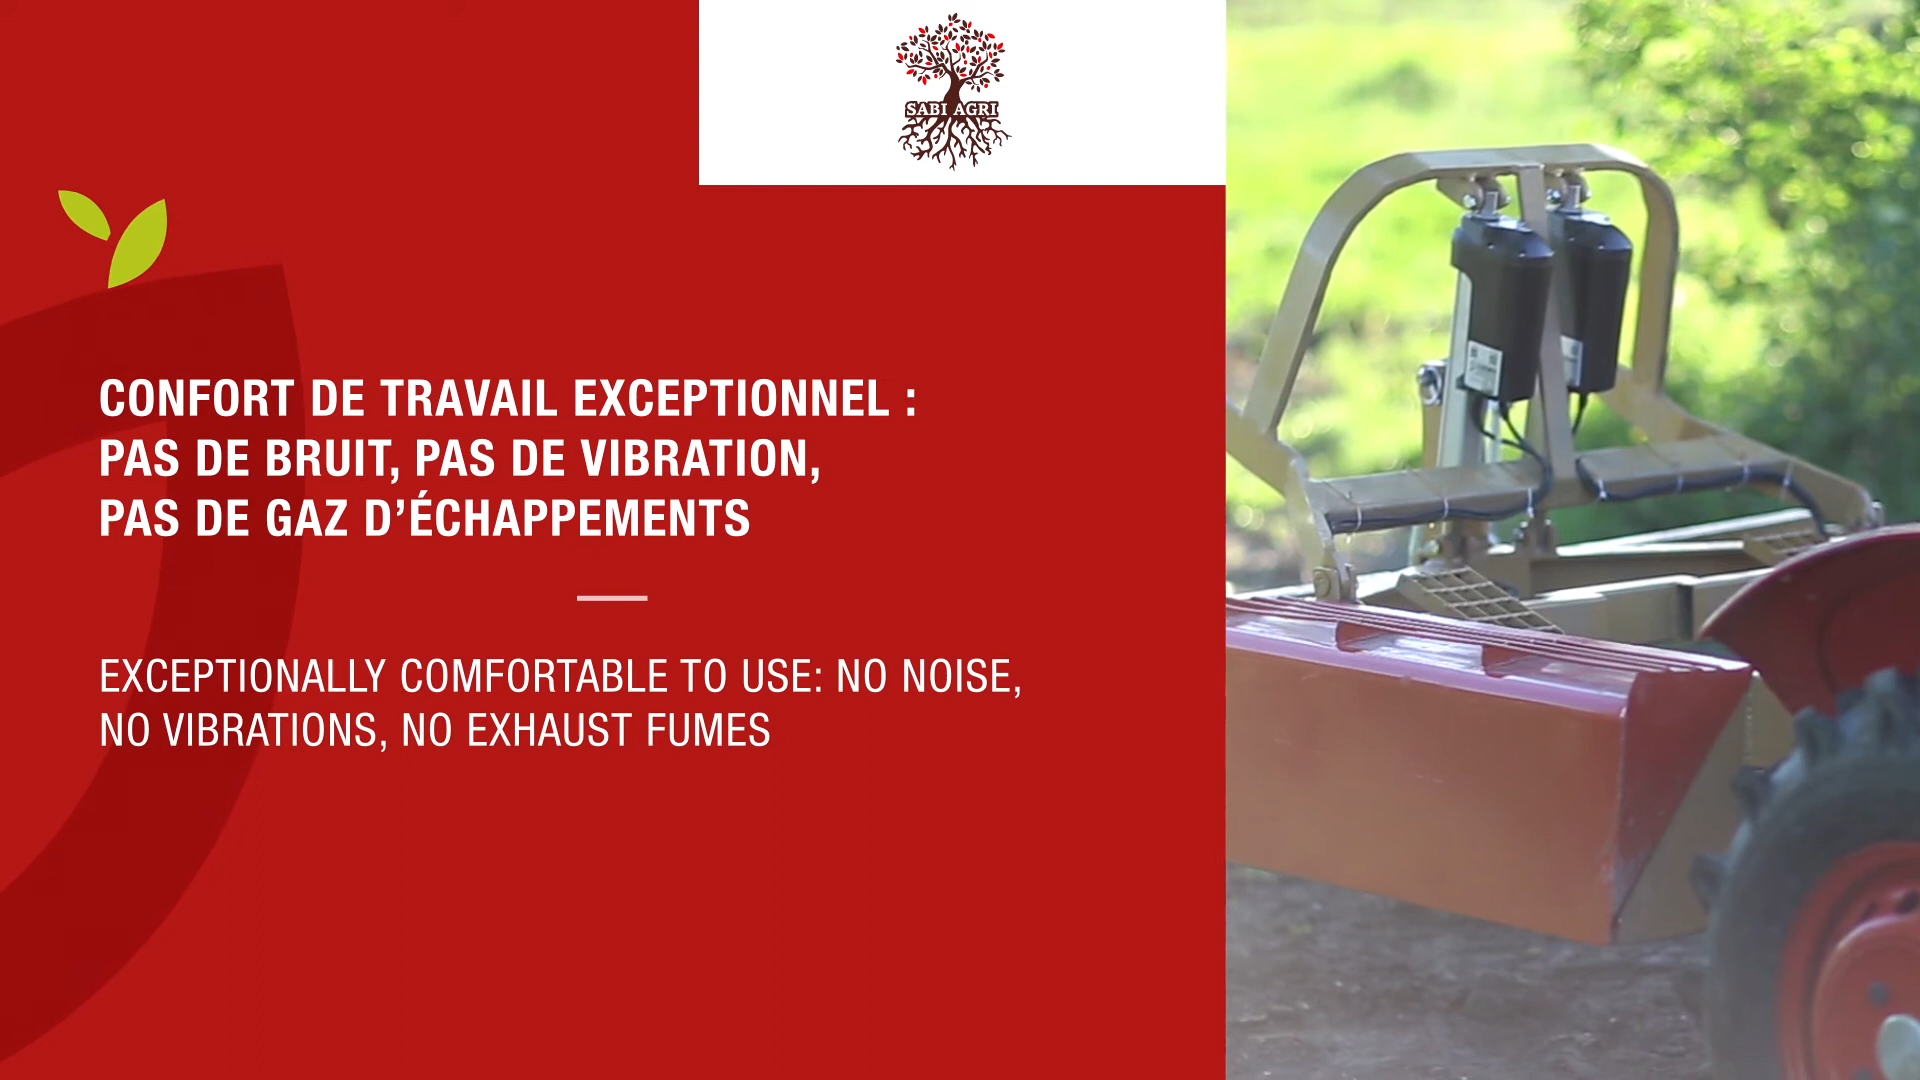 SABI AGRI
CONFORT DE TRAVAIL EXCEPTIONNEL :
PAS DE BRUIT, PAS DE VIBRATION,
PAS DE GAZ D’ÉCHAPPEMENTS
EXCEPTIONALLY COMFORTABLE TO USE: NO NOISE,
NO VIBRATIONS, NO EXHAUST FUMES